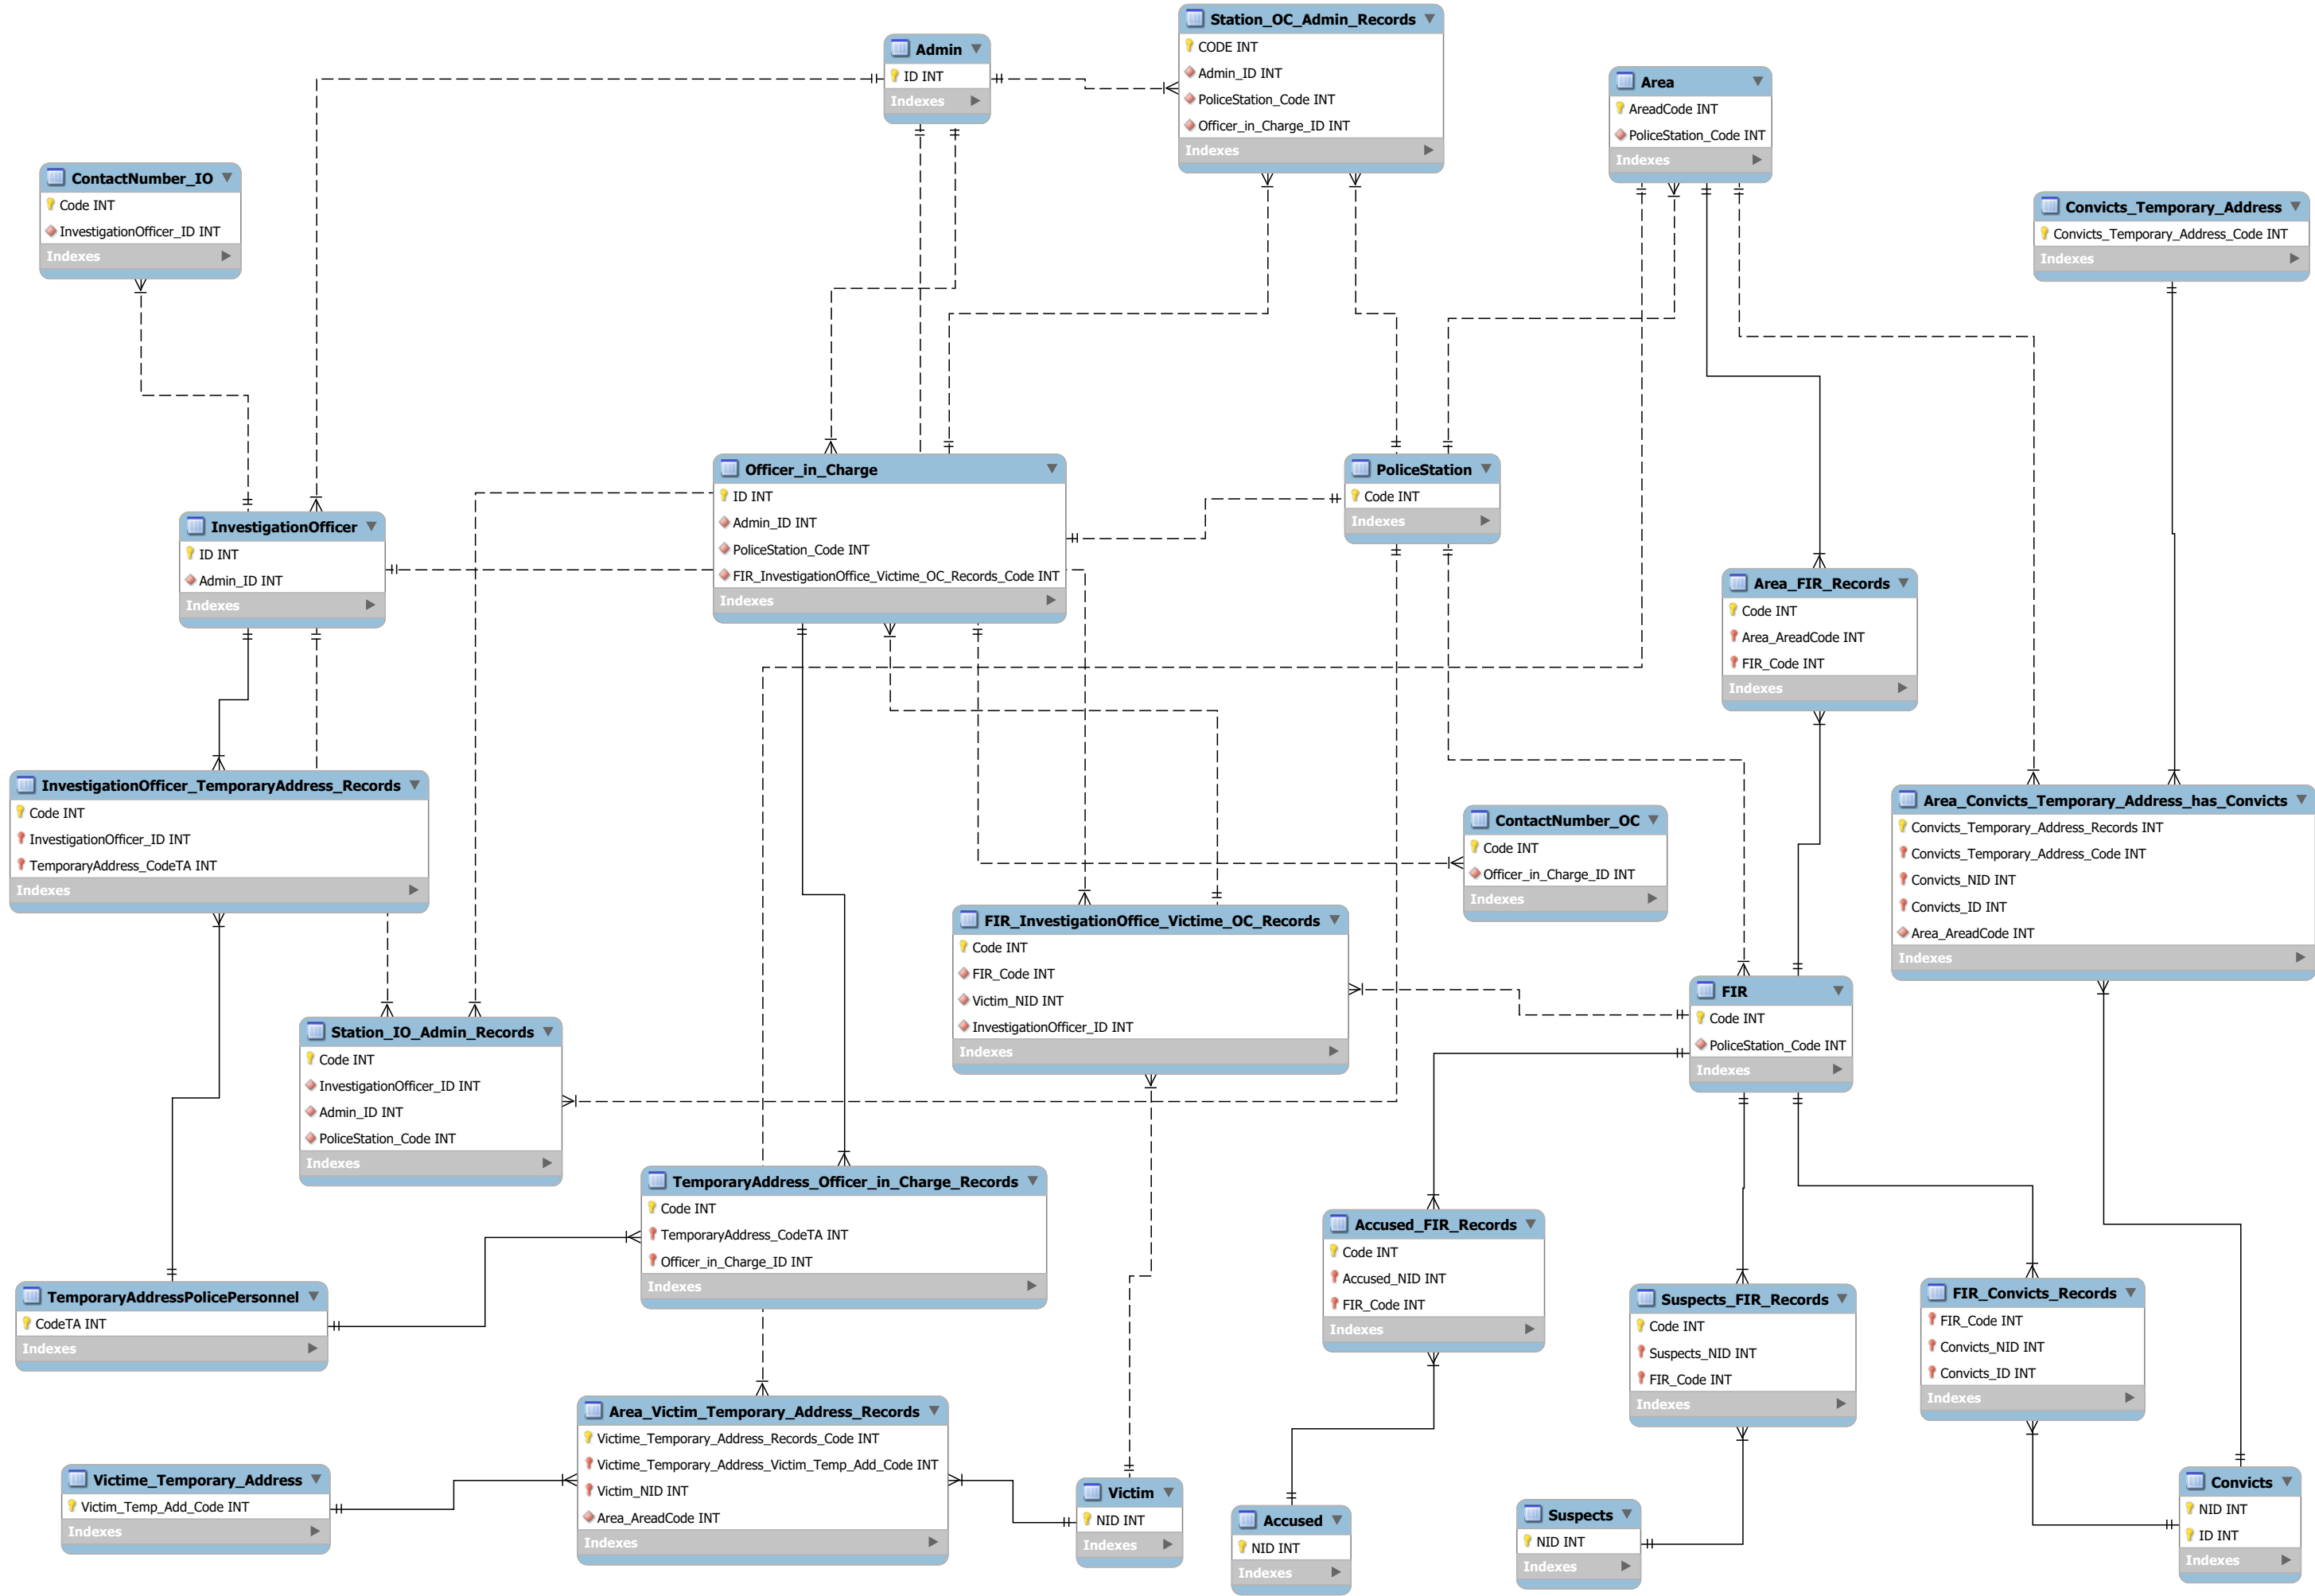 Station_OC_Admin_Records
CODE INT
Admin_ID INT
PoliceStation_Code INT
Officer_in_Charge_ID INT
Indexes
Admin
ID INT
Indexes
Area
AreadCode INT
PoliceStation_Code INT
Indexes
ContactNumber_IO
Code INT
InvestigationOfficer_ID INT
Indexes
Convicts_Temporary_Address
Convicts_Temporary_Address_Code INT
Indexes
Officer_in_Charge
ID INT
Admin_ID INT
PoliceStation_Code INT
FIR_InvestigationOffice_Victime_OC_Records_Code INT
Indexes
PoliceStation
Code INT
Indexes
InvestigationOfficer
ID INT
Admin_ID INT
Indexes
Area_FIR_Records
Code INT
Area_AreadCode INT
FIR_Code INT
Indexes
InvestigationOfficer_TemporaryAddress_Records
Code INT
InvestigationOfficer_ID INT
TemporaryAddress_CodeTA INT
Indexes
Area_Convicts_Temporary_Address_has_Convicts
Convicts_Temporary_Address_Records INT
Convicts_Temporary_Address_Code INT
Convicts_NID INT
Convicts_ID INT
Area_AreadCode INT
Indexes
ContactNumber_OC
Code INT
Officer_in_Charge_ID INT
Indexes
FIR_InvestigationOffice_Victime_OC_Records
Code INT
FIR_Code INT
Victim_NID INT
InvestigationOfficer_ID INT
Indexes
FIR
Code INT
PoliceStation_Code INT
Indexes
Station_IO_Admin_Records
Code INT
InvestigationOfficer_ID INT
Admin_ID INT
PoliceStation_Code INT
Indexes
TemporaryAddress_Officer_in_Charge_Records
Code INT
TemporaryAddress_CodeTA INT
Officer_in_Charge_ID INT
Indexes
Accused_FIR_Records
Code INT
Accused_NID INT
FIR_Code INT
Indexes
TemporaryAddressPolicePersonnel
CodeTA INT
Indexes
Suspects_FIR_Records
Code INT
Suspects_NID INT
FIR_Code INT
Indexes
FIR_Convicts_Records
FIR_Code INT
Convicts_NID INT
Convicts_ID INT
Indexes
Area_Victim_Temporary_Address_Records
Victime_Temporary_Address_Records_Code INT
Victime_Temporary_Address_Victim_Temp_Add_Code INT
Victim_NID INT
Area_AreadCode INT
Indexes
Victime_Temporary_Address
Victim_Temp_Add_Code INT
Indexes
Victim
NID INT
Indexes
Accused
NID INT
Indexes
Suspects
NID INT
Indexes
Convicts
NID INT
ID INT
Indexes